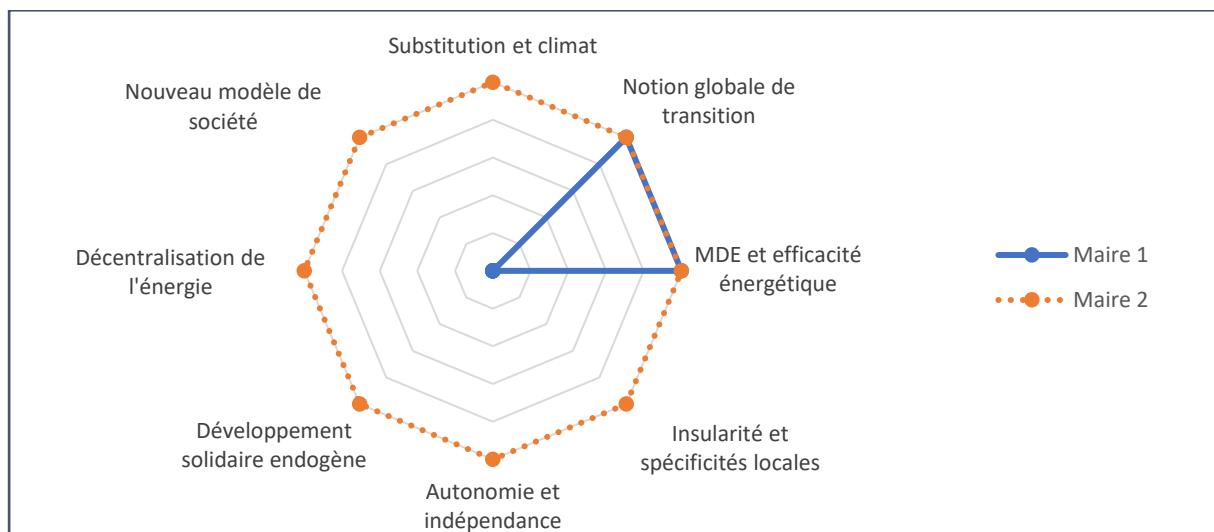 Substitution et climat
Notion globale de
transition
Nouveau modèle de
société
MDE et efficacité
énergétique
Décentralisation de
l'énergie
Maire 1
Maire 2
Insularité et
spécificités locales
Développement
solidaire endogène
Autonomie et
indépendance